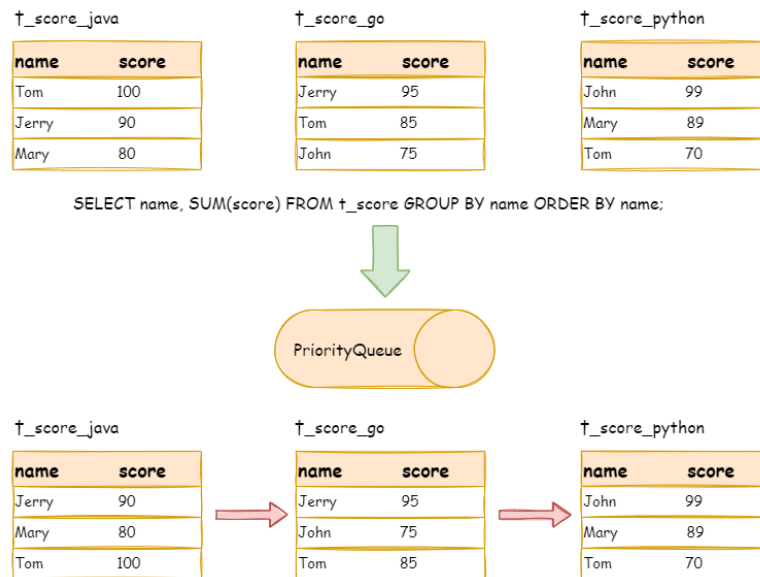 t_score_java t_score_go t_score_python
name score name score name score
Tom 100 Jerry 95 John 99
Jerry 90 Tom 85 Mary 89
Mary 80 John 75 Tom 70
SELECT name, SUM(score) FROM t_score GROUP BY name ORDER BY name;
PriorityQueue
t_score_java t_score_go t_score_python
name score name score name score
Jerry 90 Jerry 95 John 99
Mary 80 John 75 Mary 89
Tom 100 Tom 85 Tom 70